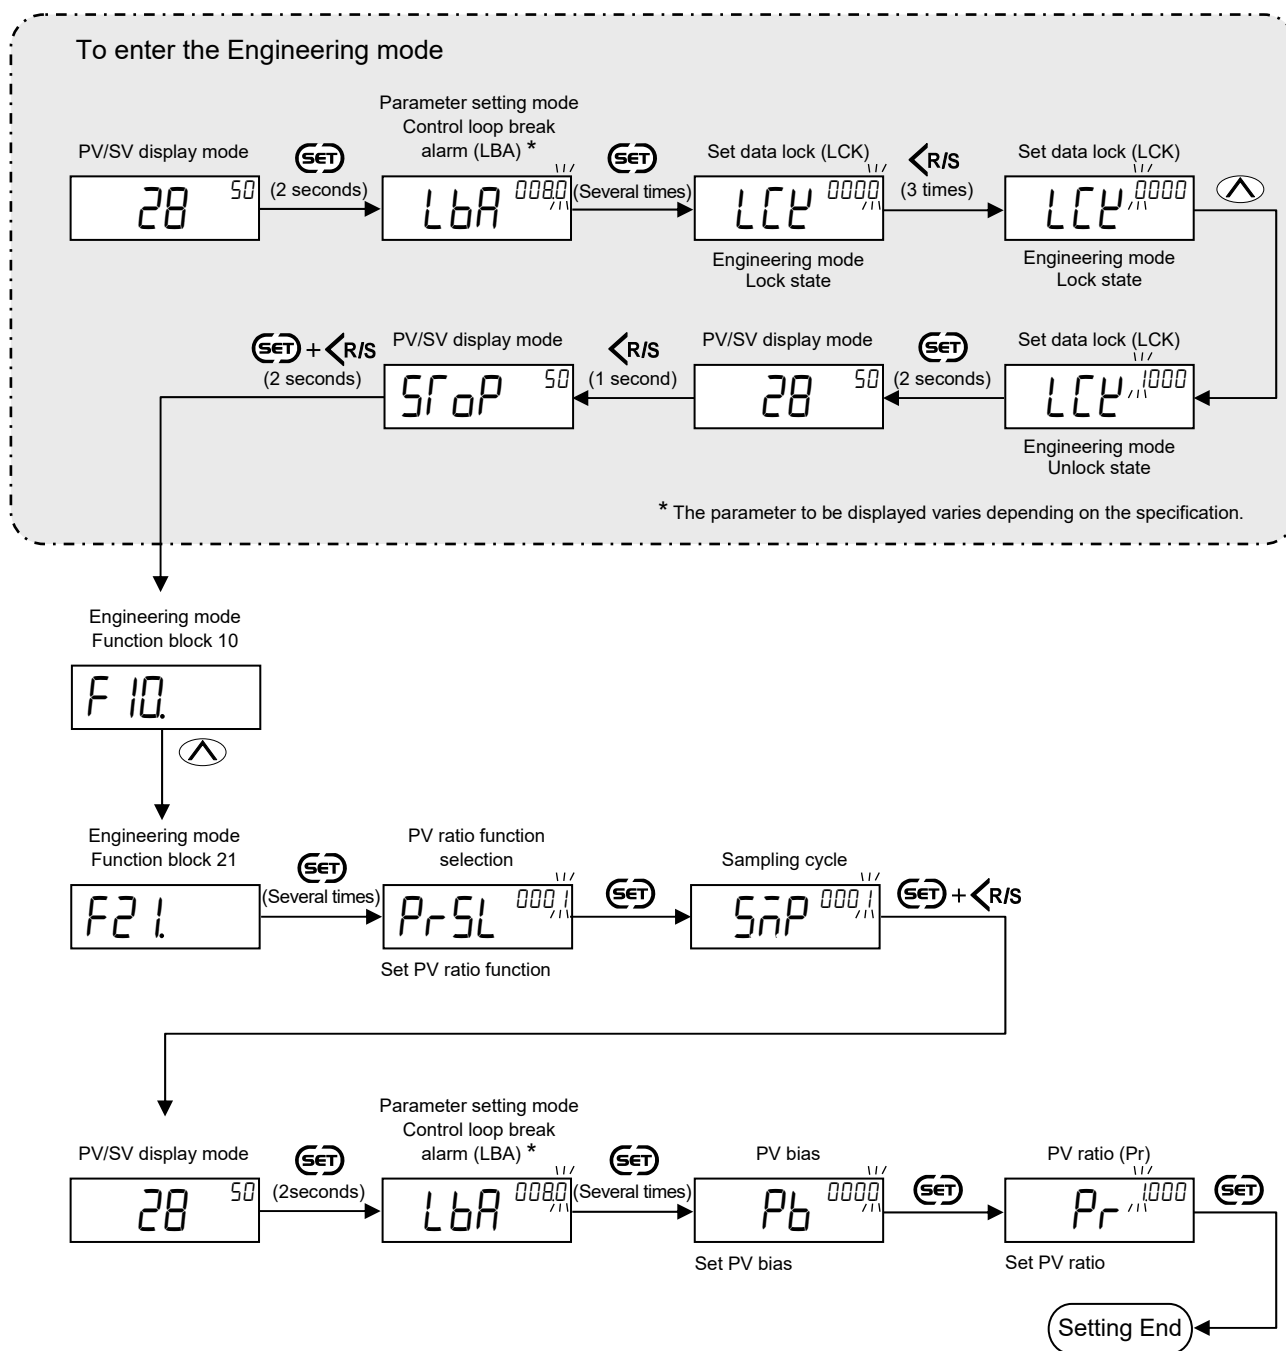 To enter the Engineering mode
Parameter setting mode
Control loop break
alarm (LBA) *
PV/SV display mode
SET
(2 seconds)
SET
(Several times)
Set data lock (LCK)
<R/S
(3 times)
Set data lock (LCK)
28 50
LbA 0080
LCK 0000
LCK 0000
Engineering mode
Lock state
Engineering mode
Lock state
SET + <R/S
(2 seconds)
PV/SV display mode
<R/S
(1 second)
PV/SV display mode
SET
(2 seconds)
Set data lock (LCK)
SToP 50
28 50
LCK 1000
Engineering mode
Unlock state
* The parameter to be displayed varies depending on the specification.
Engineering mode
Function block 10
F10.
Engineering mode
Function block 21
SET
(Several times)
PV ratio function
selection
SET
Sampling cycle
SET + <R/S
F21.
PrSL 0001
SmP 0001
Set PV ratio function
Parameter setting mode
Control loop break
alarm (LBA) *
PV/SV display mode
SET
(2seconds)
SET
(Several times)
PV bias
SET
PV ratio (Pr)
SET
28 50
LbA 0080
Pb 0000
Pr 1.000
Set PV bias
Set PV ratio
Setting End